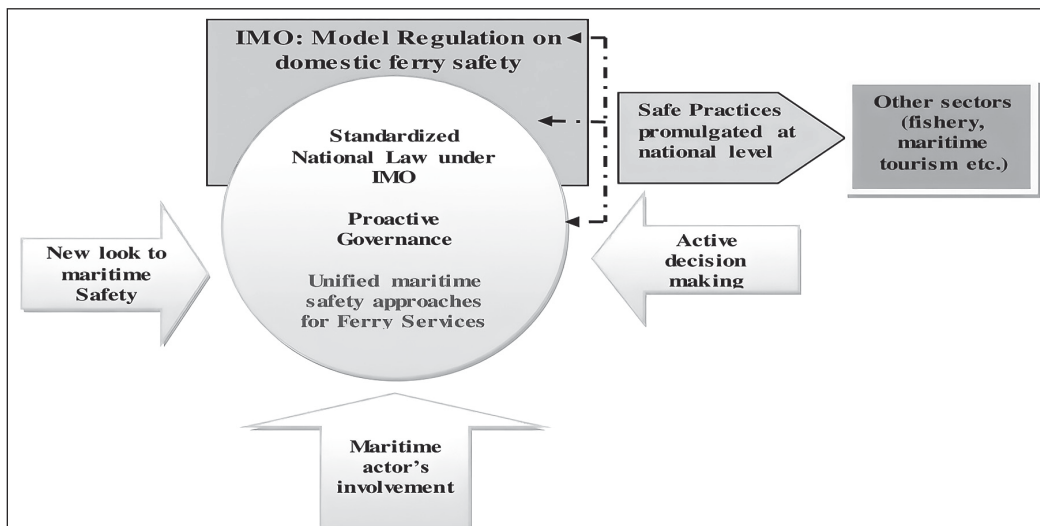 IMO: Model Regulation on
domestic ferry safety
Standardized
National Law under
IMO
Proactive
Governance
Unified maritime
safety approaches
for Ferry Services
Safe Practices
promulgated at
national level
Other sectors
(fishery,
maritime
tourism etc.)
New look to
maritime
Safety
Active
decision
making
Maritime
actor's
involvement